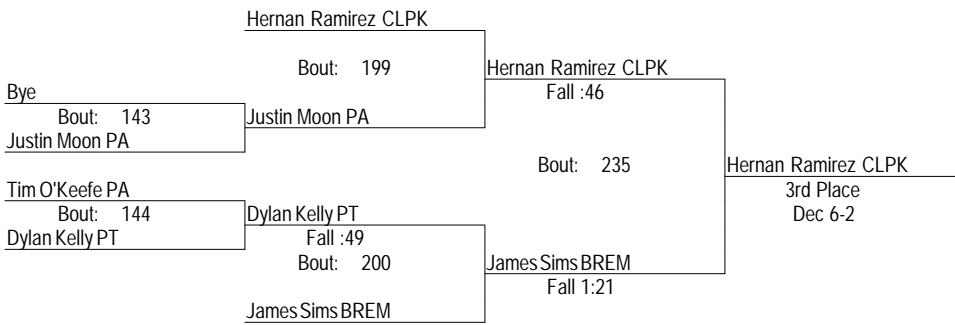 Hernan Ramirez CLPK
Bout: 199
Hernan Ramirez CLPK
Fall :46
Bye
Bout: 143
Justin Moon PA
Justin Moon PA
Bout: 235
Hernan Ramirez CLPK
3rd Place
Dec 6-2
Tim O'Keefe PA
Bout: 144
Dylan Kelly PT
Dylan Kelly PT
Fall :49
Bout: 200
James Sims BREM
Fall 1:21
James Sims BREM